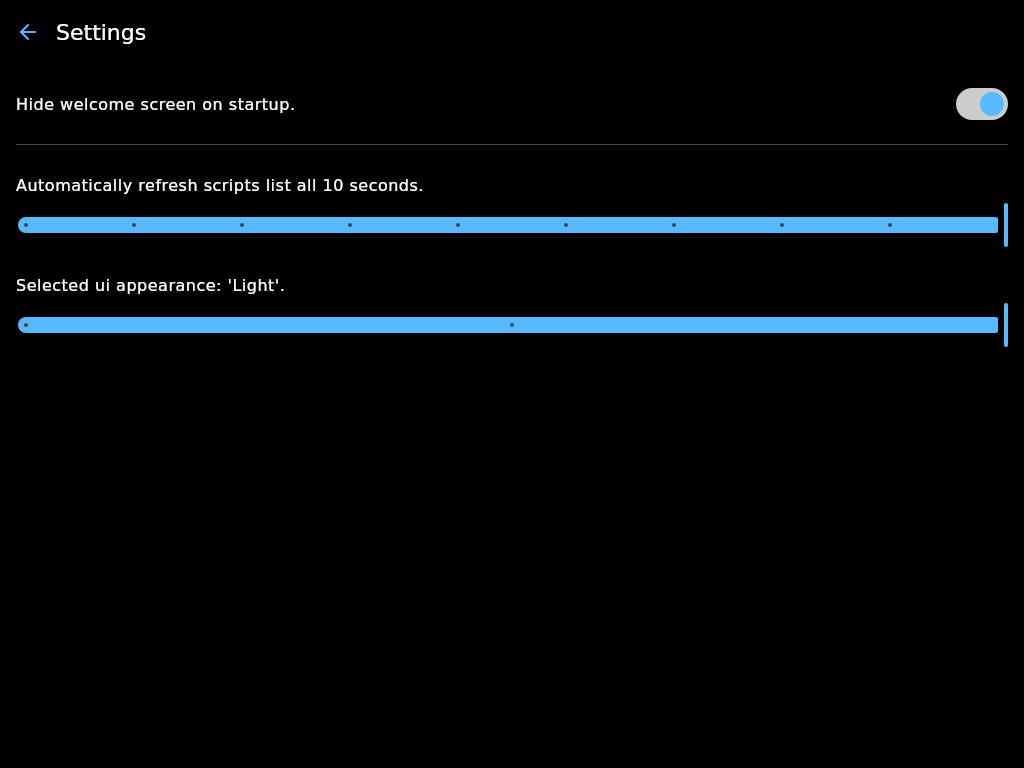 Settings
Hide welcome screen on startup.
Automatically refresh scripts list all 10 seconds.
Selected ui appearance: 'Light'.